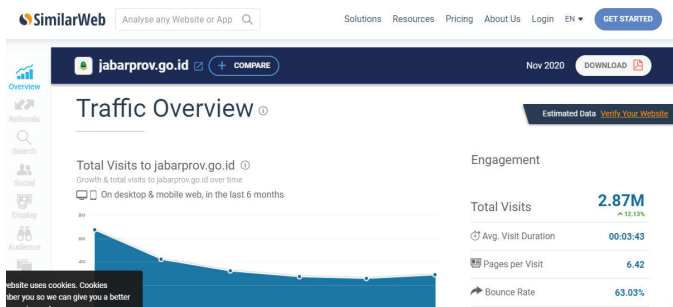 SimilarWeb Analyse any Website or App Solutions Resources Pricing About Us Login EN GET STARTED
jabarprov.go.id + COMPARE Nov 2020 DOWNLOAD
Overview
Referrals
Search
Social
Display
Audience
Traffic Overview
Estimated Data Verify Your Website
Total Visits to jabarprov.go.id
Growth & total visits to jabarprov.go.id over time
On desktop & mobile web, in the last 6 months
8M
6M
4M
Engagement
Total Visits 2.87M
12.13%
Avg. Visit Duration 00:03:43
Pages per Visit 6.42
Bounce Rate 63.03%
website uses cookies. Cookies
you so we can give you a better